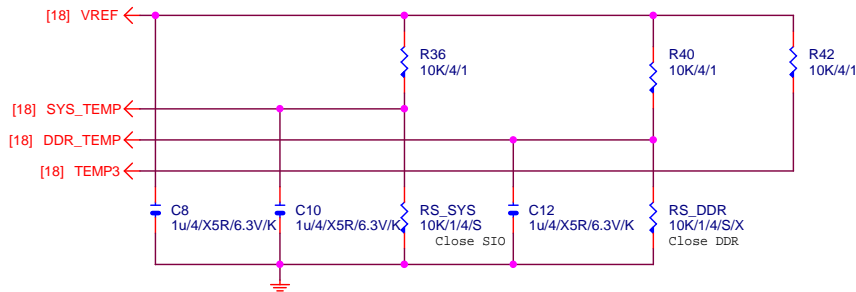 [18] VREF
R36
10K/4/1
R40
10K/4/1
R42
10K/4/1
[18] SYS_TEMP
[18] DDR_TEMP
[18] TEMP3
C8
1u/4/X5R/6.3V/K
C10
1u/4/X5R/6.3V/K
RS_SYS
10K/1/4/S
Close SIO
C12
1u/4/X5R/6.3V/K
RS_DDR
10K/1/4/S/X
Close DDR